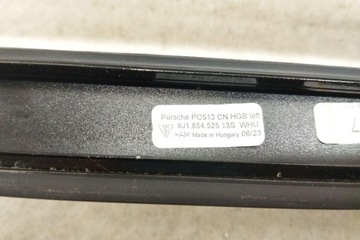 Porsche PO513 CN HGB left
9J1.854.525 13S WHU
Made in Hungary 06/23